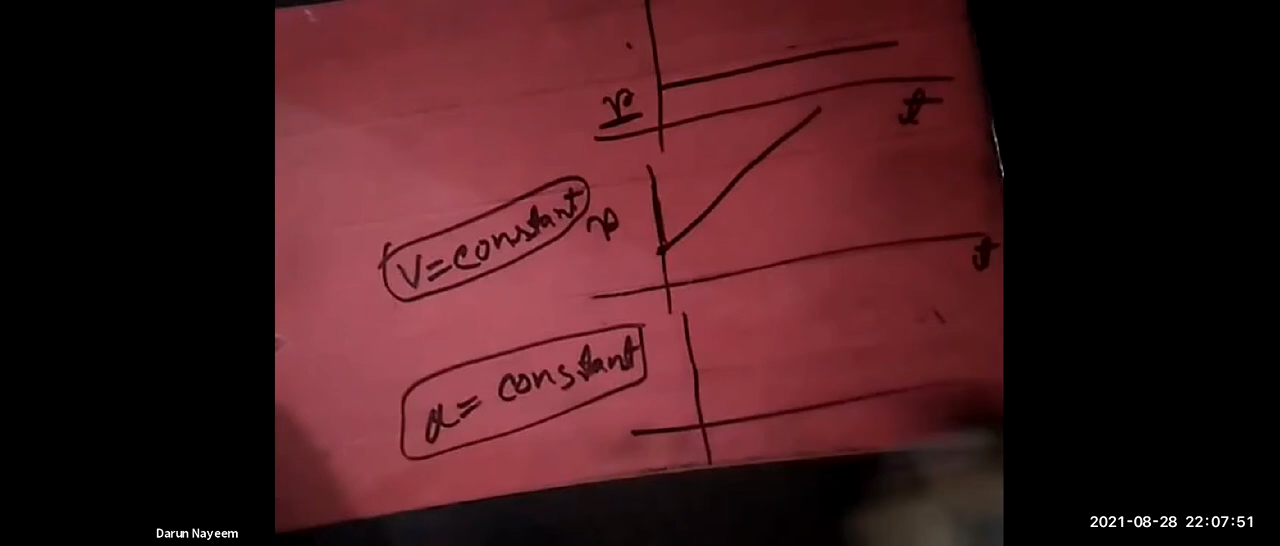 t
v = constant
t
a = constant
Darun Nayeem
2021-08-28 22:07:51